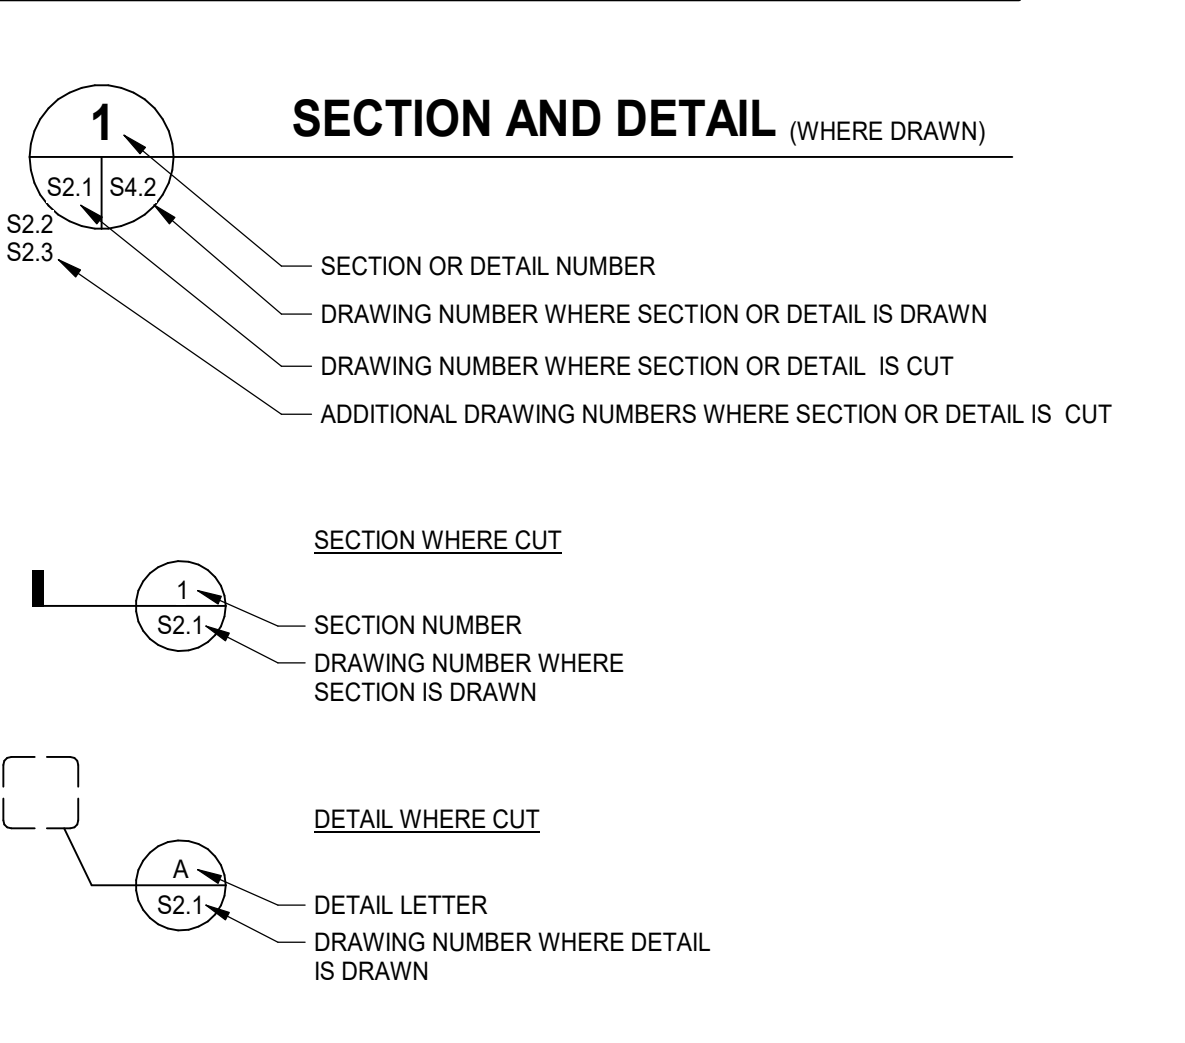 1
SECTION AND DETAIL (WHERE DRAWN)
S2.1 S4.2
S2.2
S2.3
SECTION OR DETAIL NUMBER
DRAWING NUMBER WHERE SECTION OR DETAIL IS DRAWN
DRAWING NUMBER WHERE SECTION OR DETAIL IS CUT
ADDITIONAL DRAWING NUMBERS WHERE SECTION OR DETAIL IS CUT
SECTION WHERE CUT
1
S2.1
SECTION NUMBER
DRAWING NUMBER WHERE
SECTION IS DRAWN
DETAIL WHERE CUT
A
S2.1
DETAIL LETTER
DRAWING NUMBER WHERE DETAIL
IS DRAWN